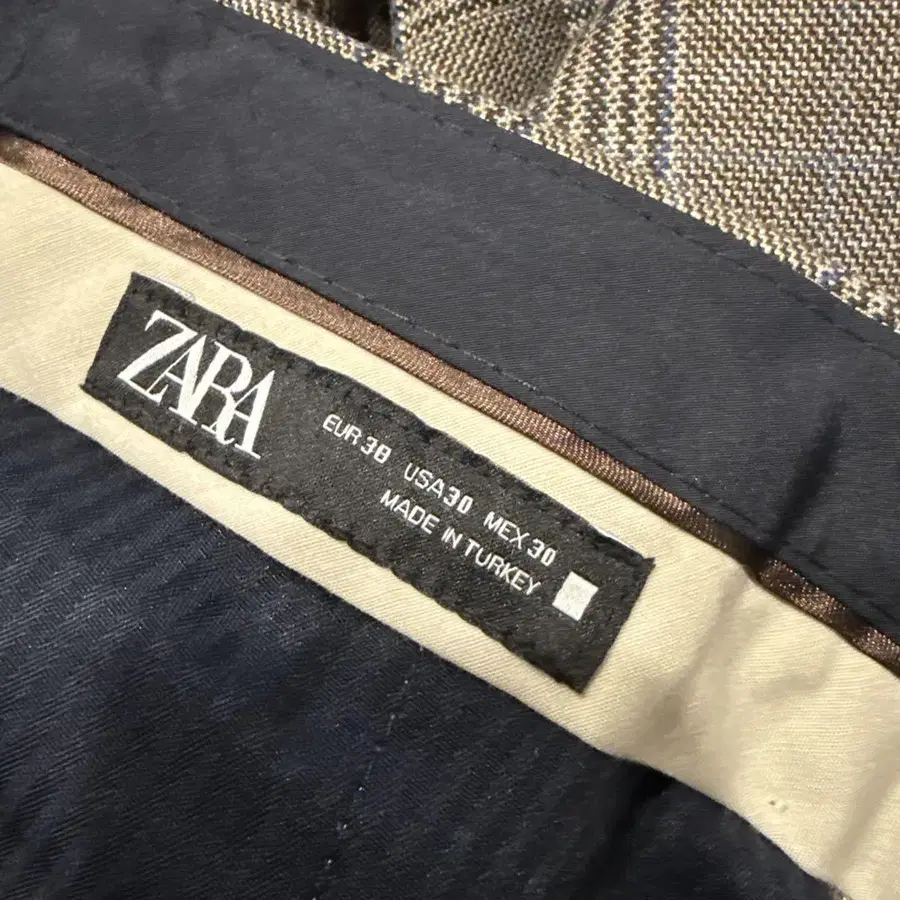 ZARA
EUR 38 USA 30 MEX 30
MADE IN TURKEY